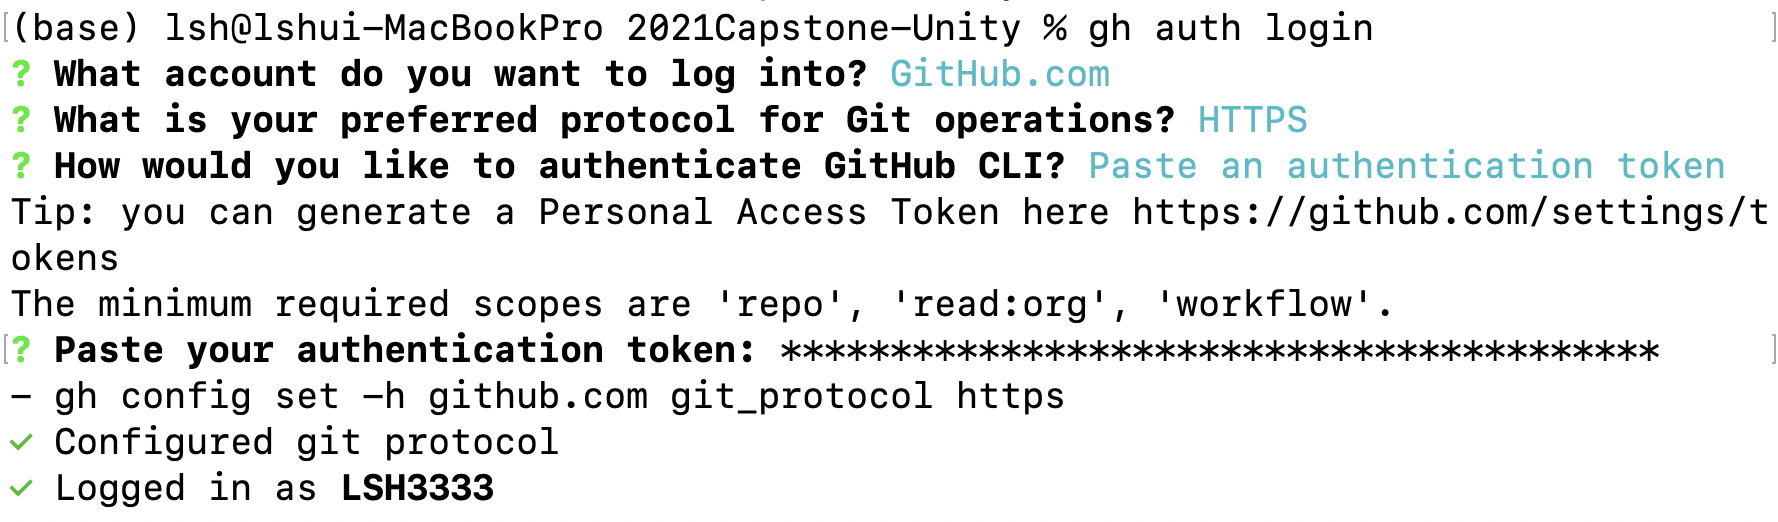 (base) lsh@lshui-MacBookPro 2021Capstone-Unity % gh auth login
? What account do you want to log into? GitHub.com
? What is your preferred protocol for Git operations? HTTPS
? How would you like to authenticate GitHub CLI? Paste an authentication token
Tip: you can generate a Personal Access Token here https://github.com/settings/t
okens
The minimum required scopes are 'repo', 'read:org', 'workflow'.
? Paste your authentication token: ****************************************
- gh config set -h github.com git_protocol https
✓ Configured git protocol
✓ Logged in as LSH3333